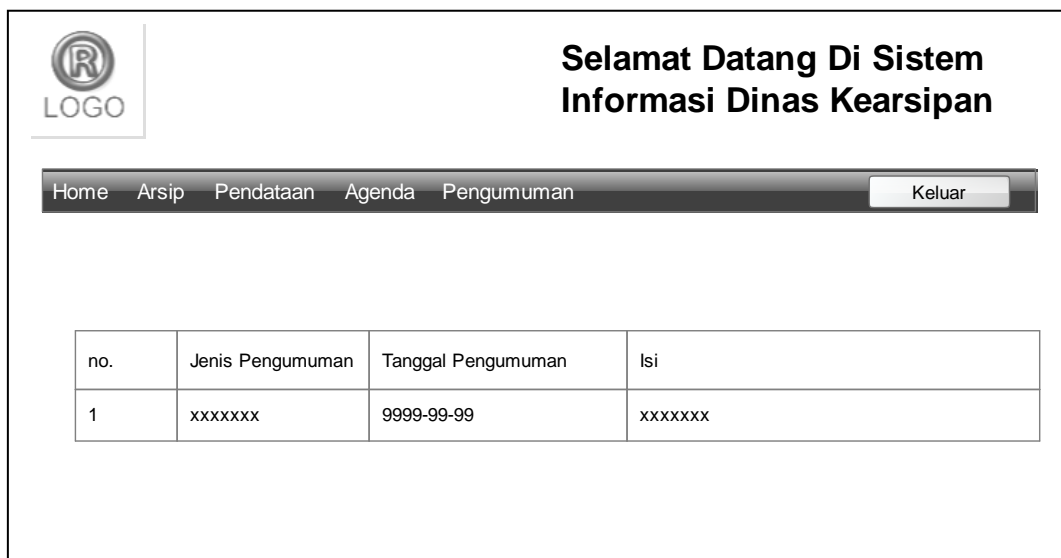 R
LOGO
Selamat Datang Di Sistem
Informasi Dinas Kearsipan
Home Arsip Pendataan Agenda Pengumuman Keluar
no. Jenis Pengumuman Tanggal Pengumuman Isi
1 xxxxxxx 9999-99-99 xxxxxxx